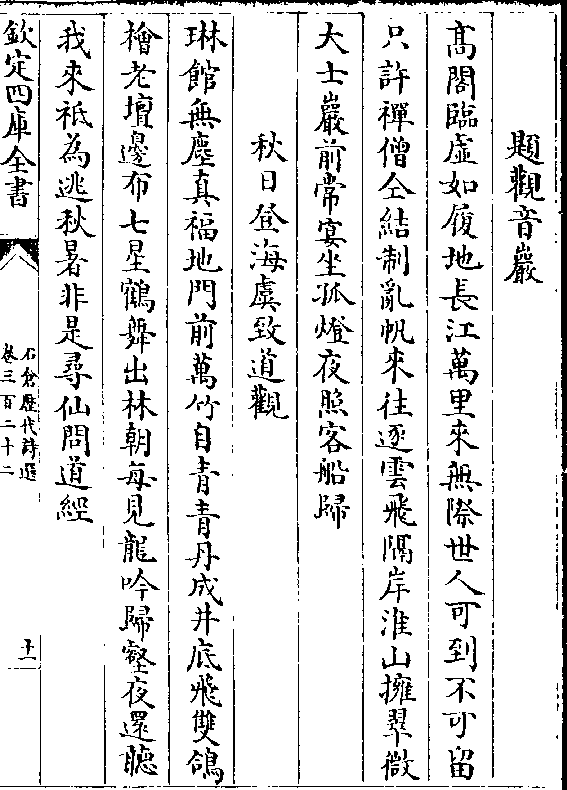 題觀音巖
髙閣臨虛如履地長江萬里來無際世人可到不可留
只許禪僧仝結制亂帆來往逐雲飛隔岸淮山擁翠微
大士巖前常宴坐孤燈夜照客船歸
秋日登海虞致道觀
琳館無塵真福地門前萬竹自青青丹成井底飛雙鴿
檜老壇邊布七星鶴舞出林朝每見龍吟歸壑夜還聽
我來祗為逃秋暑非是尋仙問道經
欽定四庫全書
石倉歷代詩選
卷三百二十二
十一